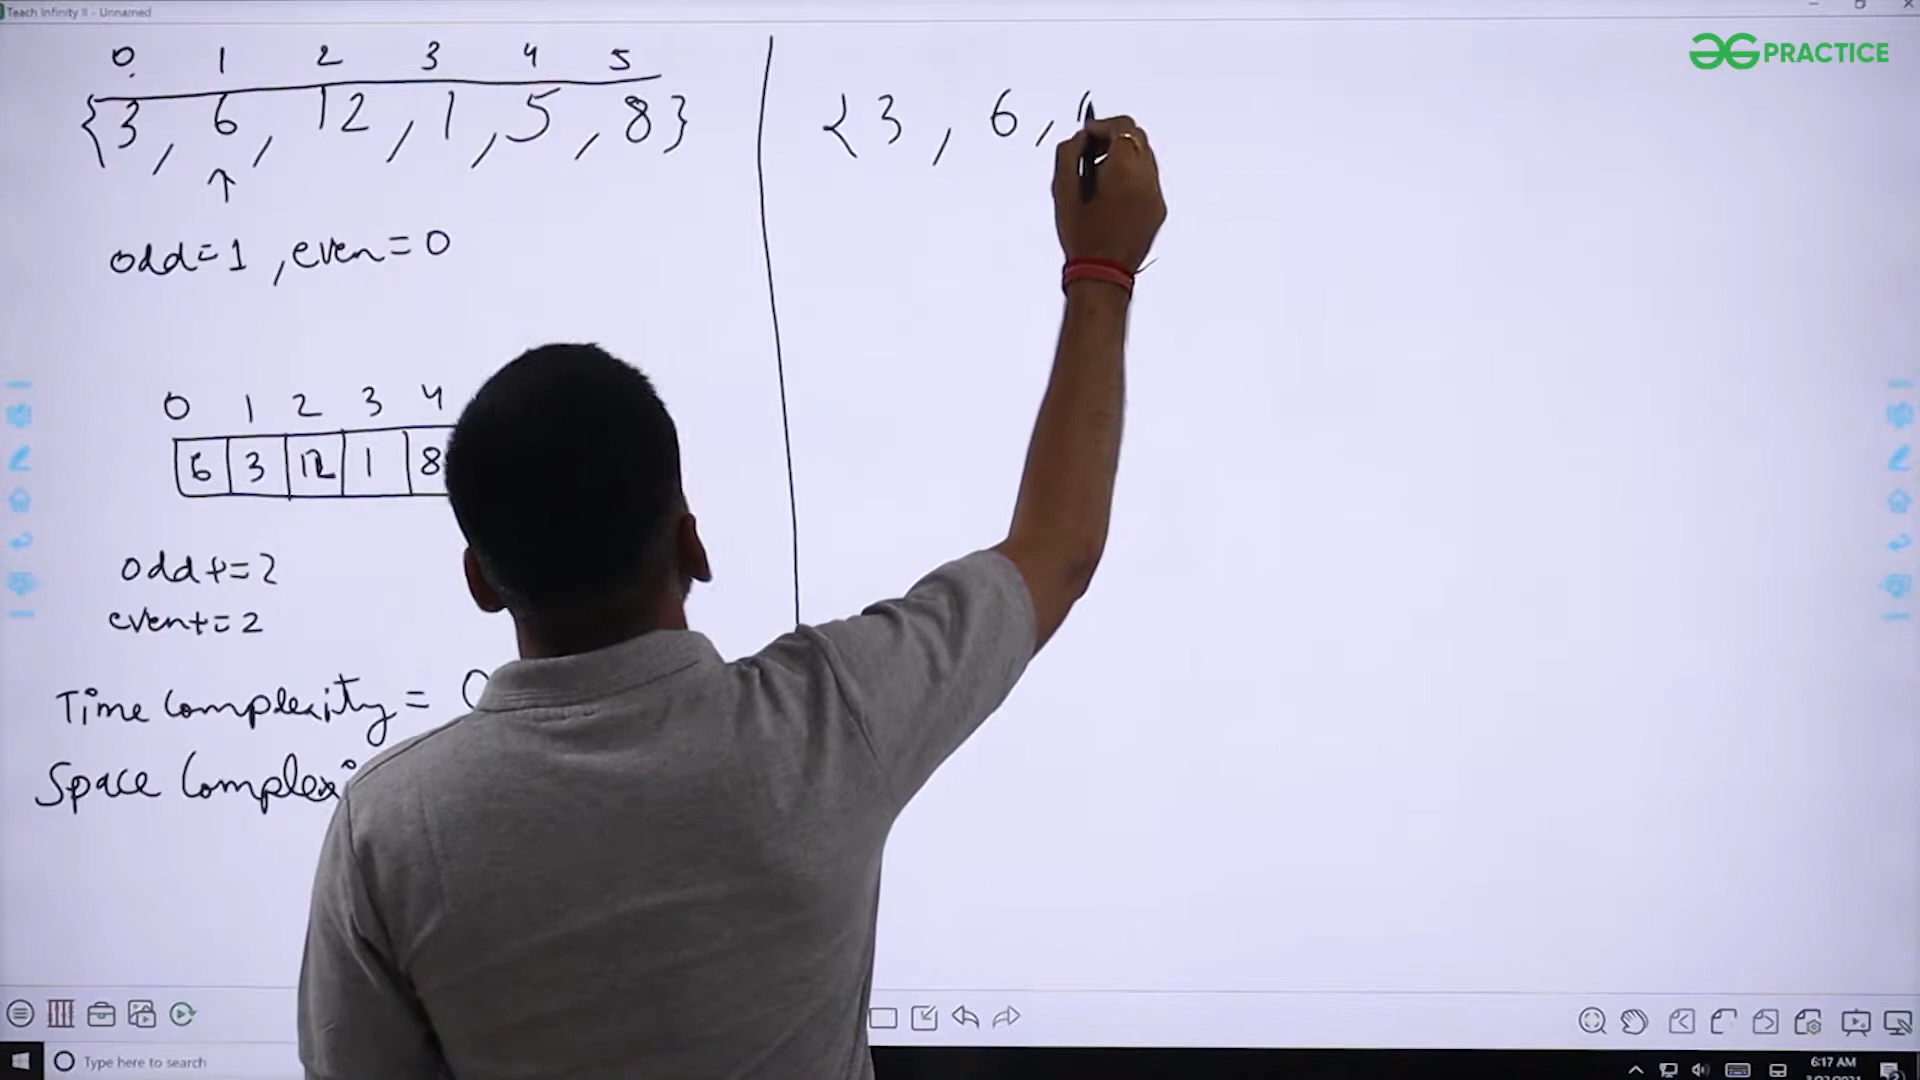 Teach Infinity II - Unnamed
PRACTICE
0 1 2 3 4 5
{3, 6, 12, 1, 5, 8}
{3, 6,
↑
odd=1, even=0
0 1 2 3 4
6 3 12 1 8
odd+=2
even+=2
Time Complexity =
Space
Type here to search
6:17 AM